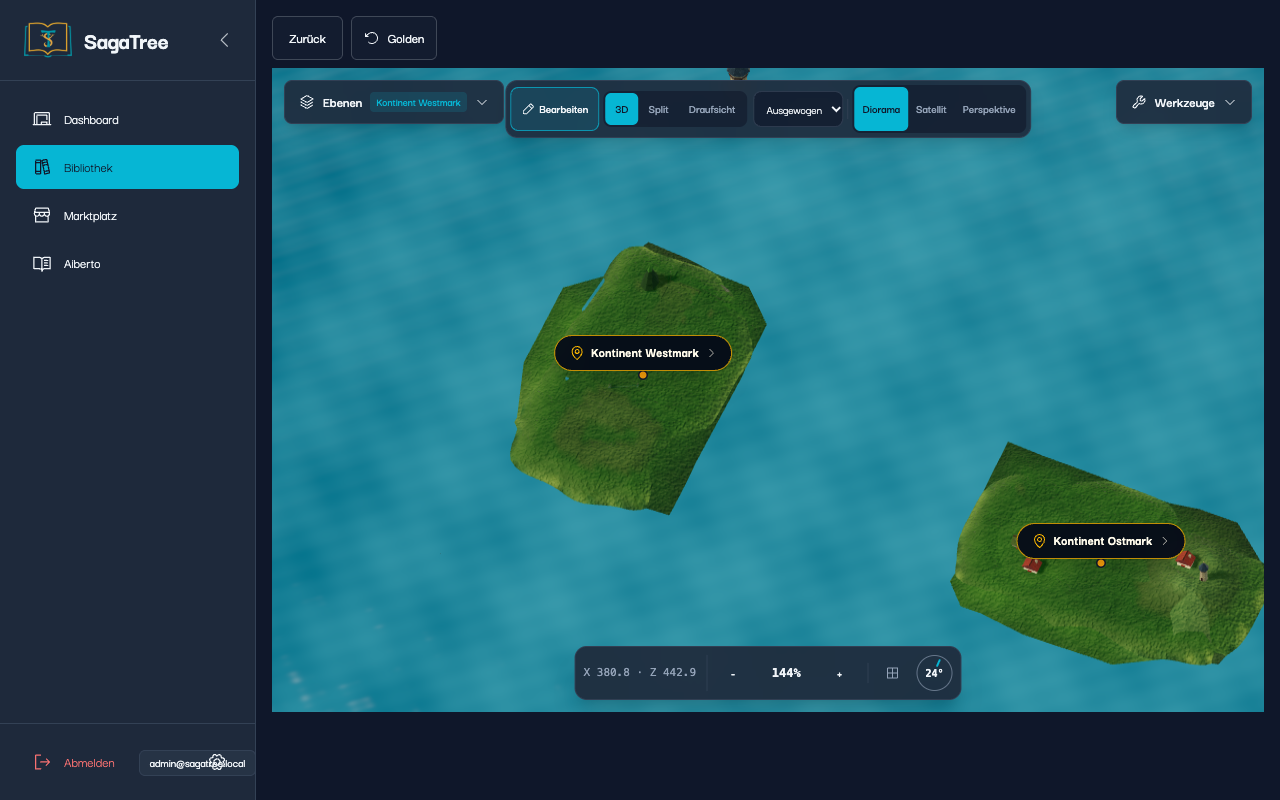 SagaTree
Zurück
Golden
Dashboard
Bibliothek
Marktplatz
Alberto
Ebenen
Kontinent Westmark
Bearbeiten
3D
Split
Draufsicht
Ausgewogen
Diorama
Satellit
Perspektive
Werkzeuge
Kontinent Westmark
Kontinent Ostmark
X 380.8 · Z 442.9
-
144%
+
24°
Abmelden